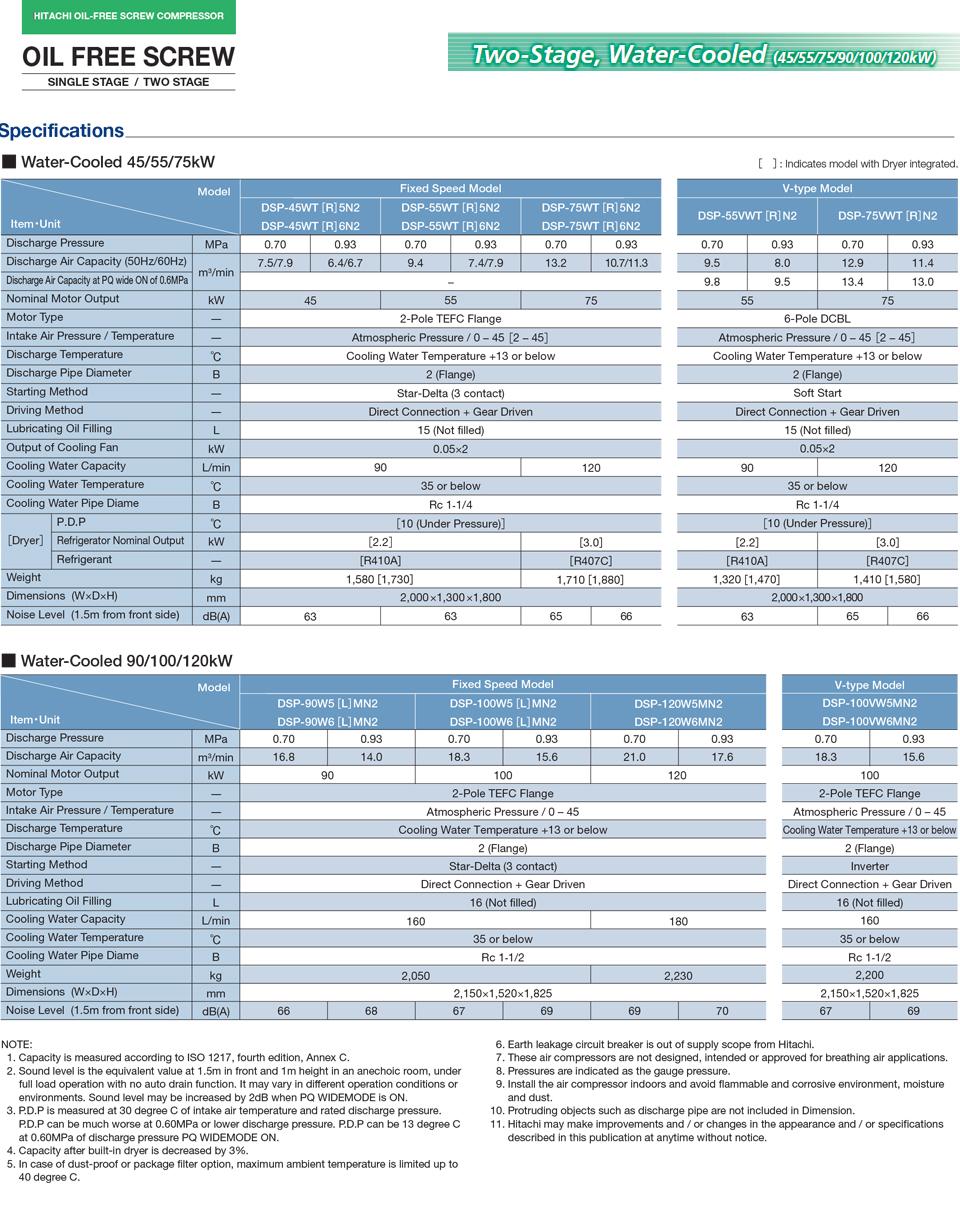 HITACHI OIL-FREE SCREW COMPRESSOR
OIL FREE SCREW
SINGLE STAGE / TWO STAGE
Two-Stage, Water-Cooled (45/55/75/90/100/120kW)
Specifications
■ Water-Cooled 45/55/75kW
[ ] : Indicates model with Dryer integrated.
Model Fixed Speed Model V-type Model
DSP-45WT [R] 5N2 DSP-55WT [R] 5N2 DSP-75WT [R] 5N2 DSP-55VWT [R] N2 DSP-75VWT [R] N2
Item・Unit DSP-45WT [R] 6N2 DSP-55WT [R] 6N2 DSP-75WT [R] 6N2
Discharge Pressure MPa 0.70 0.93 0.70 0.93 0.70 0.93 0.70 0.93 0.70 0.93
Discharge Air Capacity (50Hz/60Hz) m³/min 7.5/7.9 6.4/6.7 9.4 7.4/7.9 13.2 10.7/11.3 9.5 8.0 12.9 11.4
Discharge Air Capacity at PQ wide ON of 0.6MPa – 9.8 9.5 13.4 13.0
Nominal Motor Output kW 45 55 75 55 75
Motor Type — 2-Pole TEFC Flange 6-Pole DCBL
Intake Air Pressure / Temperature — Atmospheric Pressure / 0 – 45 [2 – 45] Atmospheric Pressure / 0 – 45 [2 – 45]
Discharge Temperature ℃ Cooling Water Temperature +13 or below Cooling Water Temperature +13 or below
Discharge Pipe Diameter B 2 (Flange) 2 (Flange)
Starting Method — Star-Delta (3 contact) Soft Start
Driving Method — Direct Connection + Gear Driven Direct Connection + Gear Driven
Lubricating Oil Filling L 15 (Not filled) 15 (Not filled)
Output of Cooling Fan kW 0.05×2 0.05×2
Cooling Water Capacity L/min 90 120 90 120
Cooling Water Temperature ℃ 35 or below 35 or below
Cooling Water Pipe Diame B Rc 1-1/4 Rc 1-1/4
[Dryer] P.D.P ℃ [10 (Under Pressure)] [10 (Under Pressure)]
Refrigerator Nominal Output kW [2.2] [3.0] [2.2] [3.0]
Refrigerant — [R410A] [R407C] [R410A] [R407C]
Weight kg 1,580 [1,730] 1,710 [1,880] 1,320 [1,470] 1,410 [1,580]
Dimensions (W×D×H) mm 2,000×1,300×1,800 2,000×1,300×1,800
Noise Level (1.5m from front side) dB(A) 63 63 65 66 63 65 66
■ Water-Cooled 90/100/120kW
Model Fixed Speed Model V-type Model
DSP-90W5 [L] MN2 DSP-100W5 [L] MN2 DSP-120W5MN2 DSP-100VW5MN2
Item・Unit DSP-90W6 [L] MN2 DSP-100W6 [L] MN2 DSP-120W6MN2 DSP-100VW6MN2
Discharge Pressure MPa 0.70 0.93 0.70 0.93 0.70 0.93 0.70 0.93
Discharge Air Capacity m³/min 16.8 14.0 18.3 15.6 21.0 17.6 18.3 15.6
Nominal Motor Output kW 90 100 120 100
Motor Type — 2-Pole TEFC Flange 2-Pole TEFC Flange
Intake Air Pressure / Temperature — Atmospheric Pressure / 0 – 45 Atmospheric Pressure / 0 – 45
Discharge Temperature ℃ Cooling Water Temperature +13 or below Cooling Water Temperature +13 or below
Discharge Pipe Diameter B 2 (Flange) 2 (Flange)
Starting Method — Star-Delta (3 contact) Inverter
Driving Method — Direct Connection + Gear Driven Direct Connection + Gear Driven
Lubricating Oil Filling L 16 (Not filled) 16 (Not filled)
Cooling Water Capacity L/min 160 180 160
Cooling Water Temperature ℃ 35 or below 35 or below
Cooling Water Pipe Diame B Rc 1-1/2 Rc 1-1/2
Weight kg 2,050 2,230 2,200
Dimensions (W×D×H) mm 2,150×1,520×1,825 2,150×1,520×1,825
Noise Level (1.5m from front side) dB(A) 66 68 67 69 69 70 67 69
NOTE:
1. Capacity is measured according to ISO 1217, fourth edition, Annex C.
2. Sound level is the equivalent value at 1.5m in front and 1m height in an anechoic room, under
full load operation with no auto drain function. It may vary in different operation conditions or
environments. Sound level may be increased by 2dB when PQ WIDEMODE is ON.
3. P.D.P is measured at 30 degree C of intake air temperature and rated discharge pressure.
P.D.P can be much worse at 0.60MPa or lower discharge pressure. P.D.P can be 13 degree C
at 0.60MPa of discharge pressure PQ WIDEMODE ON.
4. Capacity after built-in dryer is decreased by 3%.
5. In case of dust-proof or package filter option, maximum ambient temperature is limited up to
40 degree C.
6. Earth leakage circuit breaker is out of supply scope from Hitachi.
7. These air compressors are not designed, intended or approved for breathing air applications.
8. Pressures are indicated as the gauge pressure.
9. Install the air compressor indoors and avoid flammable and corrosive environment, moisture
and dust.
10. Protruding objects such as discharge pipe are not included in Dimension.
11. Hitachi may make improvements and / or changes in the appearance and / or specifications
described in this publication at anytime without notice.